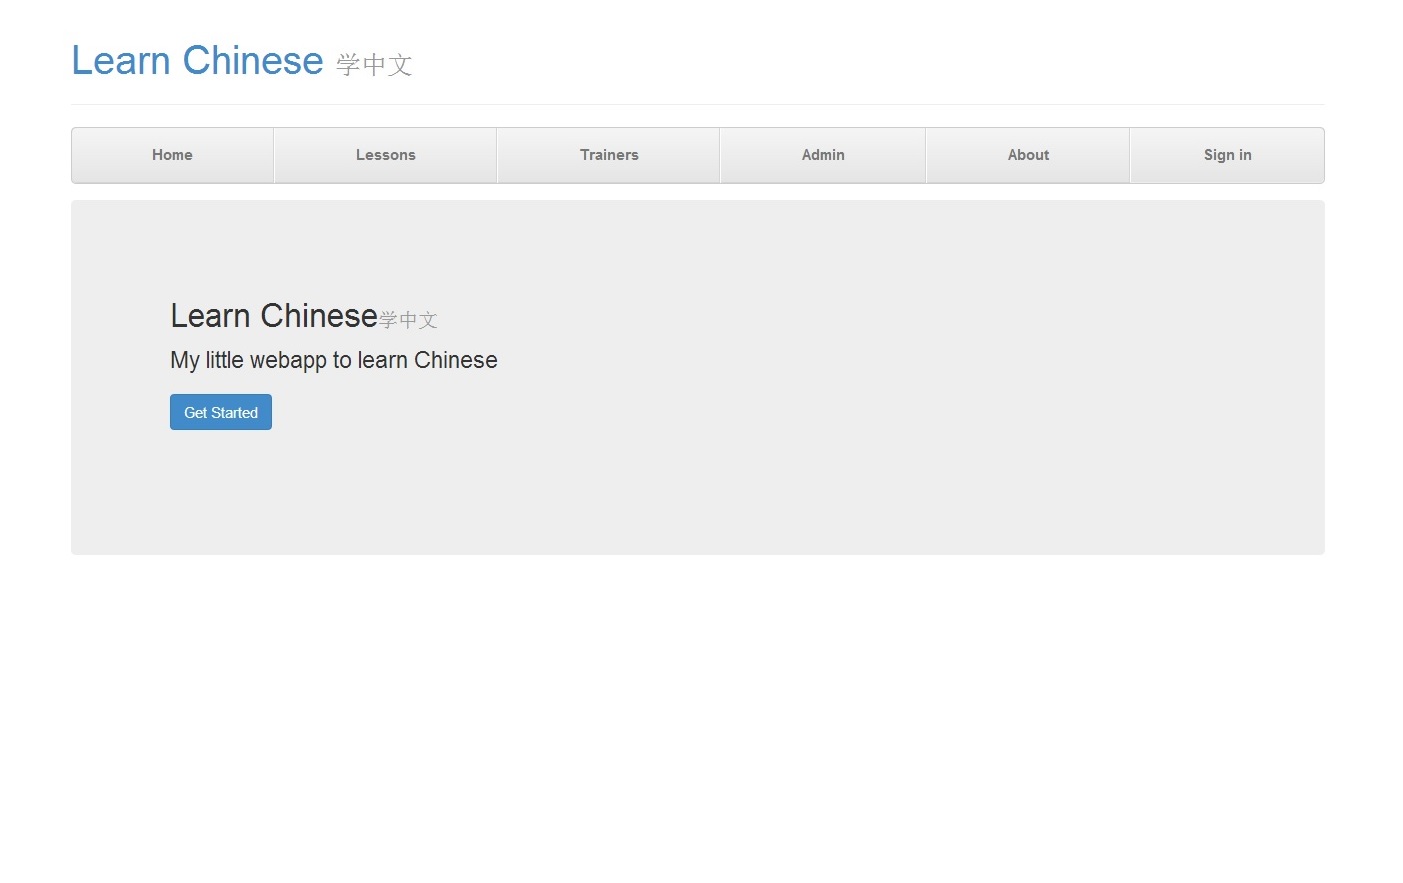 Learn Chinese 学中文
Home Lessons Trainers Admin About Sign in
Learn Chinese学中文
My little webapp to learn Chinese
Get Started